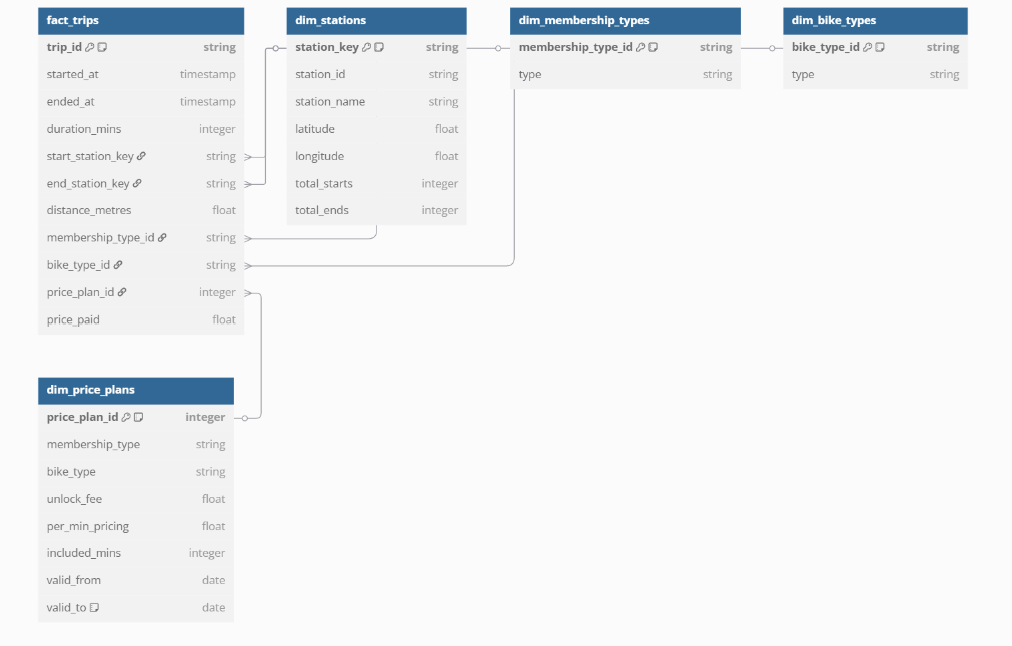 fact_trips
trip_id string
started_at timestamp
ended_at timestamp
duration_mins integer
start_station_key string
end_station_key string
distance_metres float
membership_type_id string
bike_type_id string
price_plan_id integer
price_paid float
dim_stations
station_key string
station_id string
station_name string
latitude float
longitude float
total_starts integer
total_ends integer
dim_membership_types
membership_type_id string
type string
dim_bike_types
bike_type_id string
type string
dim_price_plans
price_plan_id integer
membership_type string
bike_type string
unlock_fee float
per_min_pricing float
included_mins integer
valid_from date
valid_to date